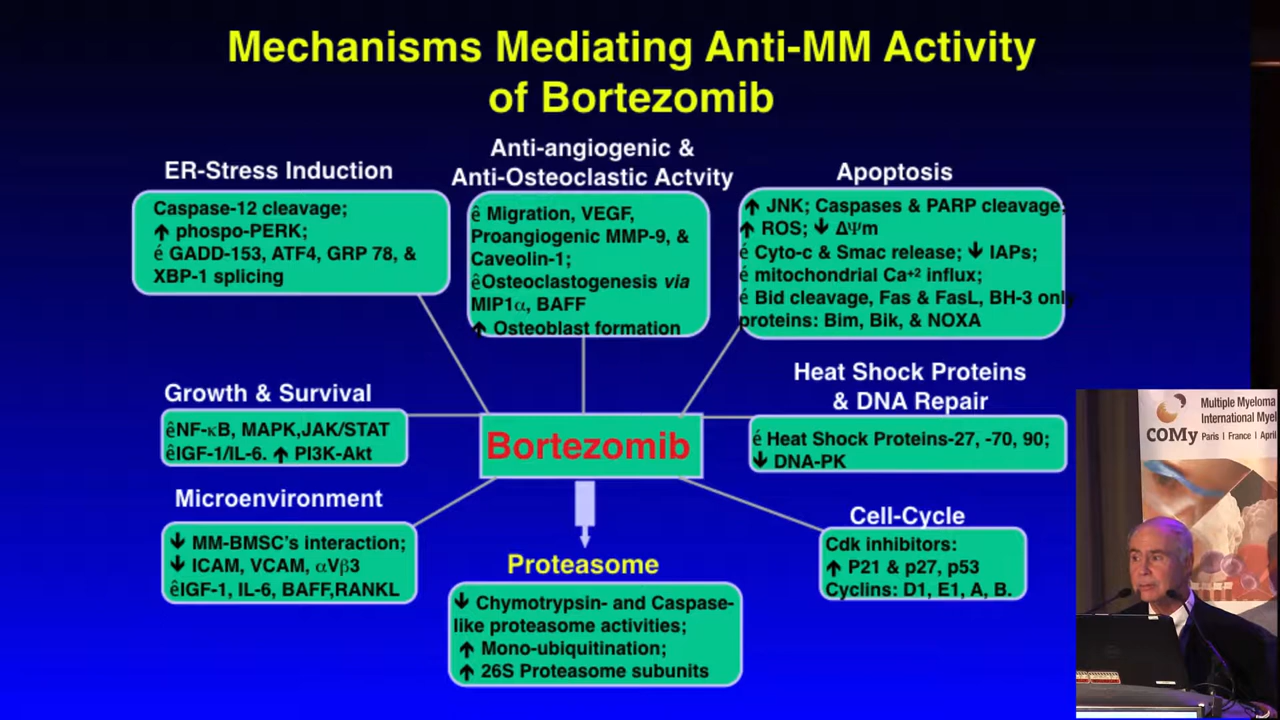 Mechanisms Mediating Anti-MM Activity
of Bortezomib
ER-Stress Induction
Caspase-12 cleavage;
↑ phospo-PERK;
é GADD-153, ATF4, GRP 78, &
XBP-1 splicing
Anti-angiogenic &
Anti-Osteoclastic Actvity
ê Migration, VEGF,
Proangiogenic MMP-9, &
Caveolin-1;
êOsteoclastogenesis via
MIP1α, BAFF
↑ Osteoblast formation
Apoptosis
↑ JNK; Caspases & PARP cleavage;
↑ ROS; ↓ ΔΨm
é Cyto-c & Smac release; ↓ IAPs;
é mitochondrial Ca+2 influx;
é Bid cleavage, Fas & FasL, BH-3 only
proteins: Bim, Bik, & NOXA
Growth & Survival
êNF-κB, MAPK,JAK/STAT
êIGF-1/IL-6. ↑ PI3K-Akt
Bortezomib
Heat Shock Proteins
& DNA Repair
é Heat Shock Proteins-27, -70, 90;
↓ DNA-PK
Microenvironment
↓ MM-BMSC's interaction;
↓ ICAM, VCAM, αVβ3
êIGF-1, IL-6, BAFF,RANKL
Proteasome
↓ Chymotrypsin- and Caspase-
like proteasome activities;
↑ Mono-ubiquitination;
↑ 26S Proteasome subunits
Cell-Cycle
Cdk inhibitors:
↑ P21 & p27, p53
Cyclins: D1, E1, A, B.
COMy
Multiple Myeloma
International Myel
Paris | France | April